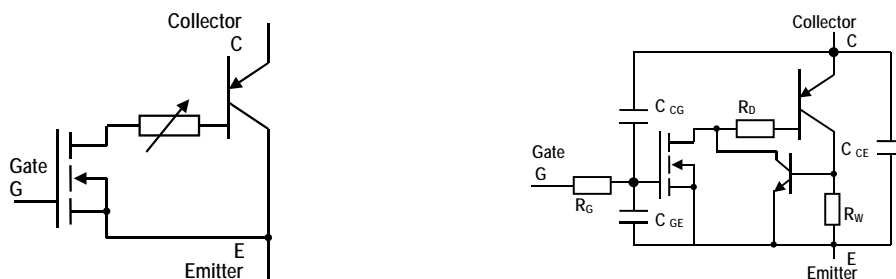 Collector
C
Gate
G
E
Emitter
Collector
C
C CG
R D
Gate
G
C CE
R G
C GE
R W
E
Emitter